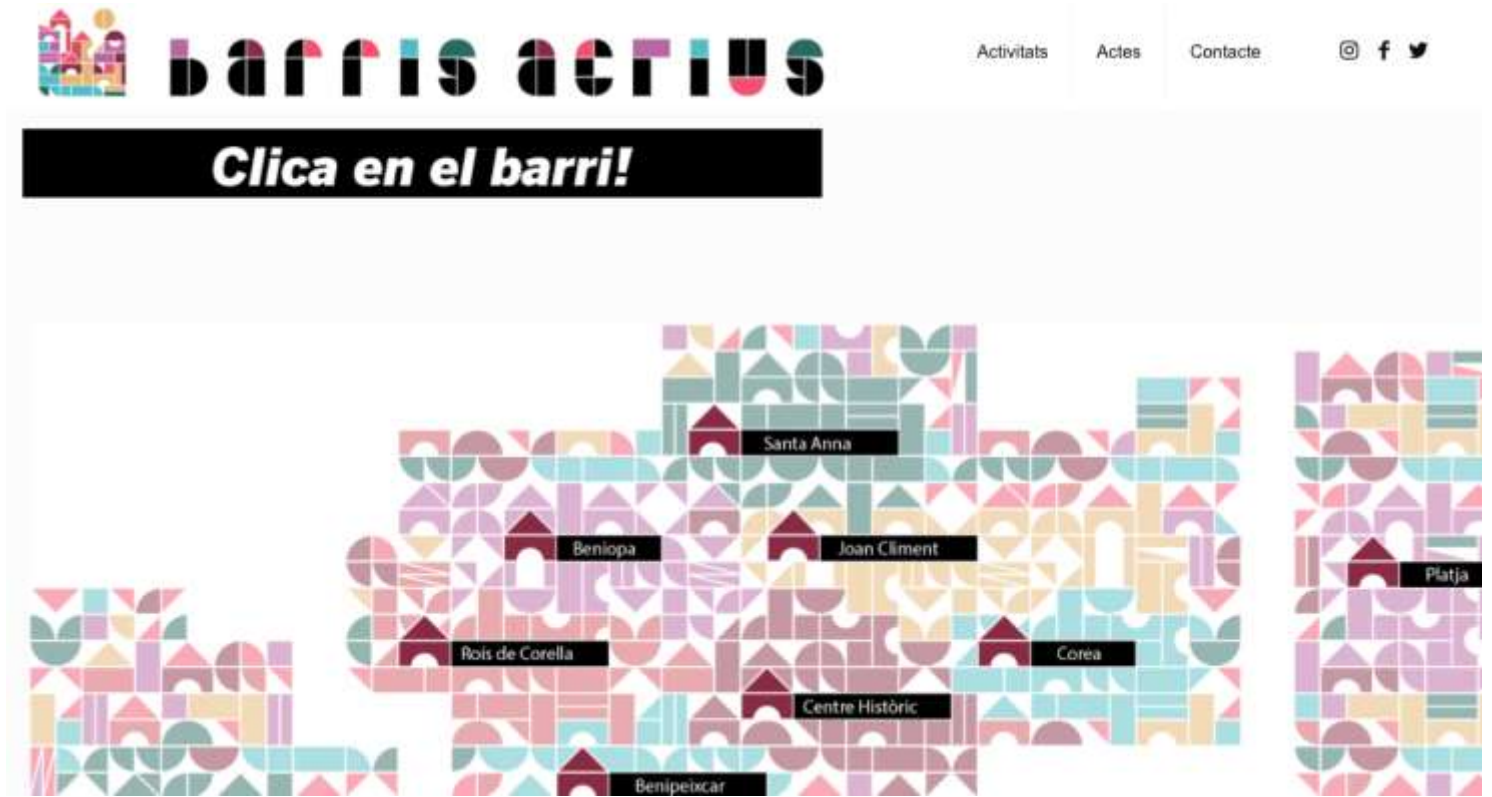 barris actius
Activitats
Actes
Contacte
Clica en el barri!
Santa Anna
Beniopa
Joan Climent
Platja
Rois de Corella
Corea
Centre Històric
Benipeixcar